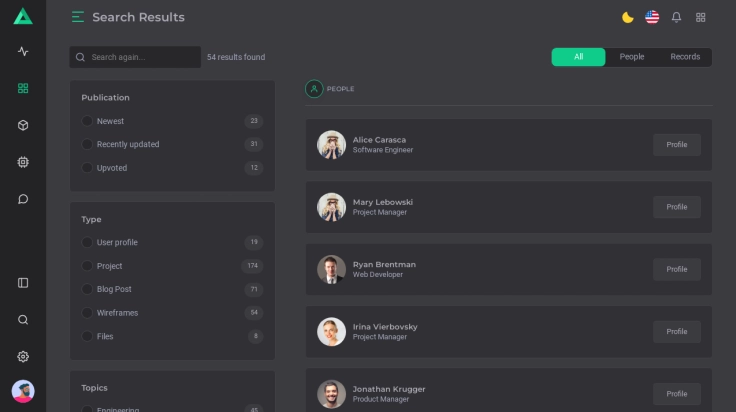 Search Results
Search again...
54 results found
All
People
Records
Publication
Newest
23
Recently updated
31
Upvoted
12
Type
User profile
19
Project
174
Blog Post
71
Wireframes
54
Files
8
Topics
Engineering
45
PEOPLE
Alice Carasca
Software Engineer
Profile
Mary Lebowski
Project Manager
Profile
Ryan Brentman
Web Developer
Profile
Irina Vierbovsky
Project Manager
Profile
Jonathan Krugger
Product Manager
Profile